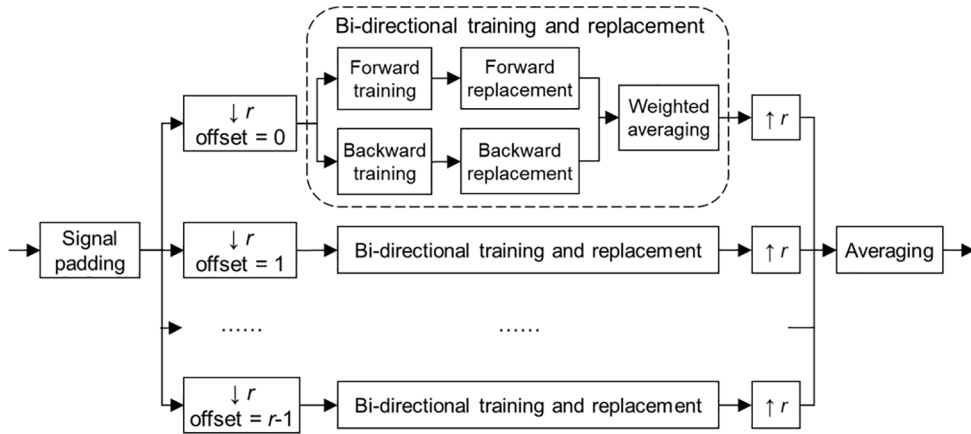 Bi-directional training and replacement
Forward
training
Forward
replacement
Weighted
averaging
↓ r
offset = 0
↑ r
Backward
training
Backward
replacement
Signal
padding
↓ r
offset = 1
Bi-directional training and replacement
↑ r
Averaging
......
......
↓ r
offset = r-1
Bi-directional training and replacement
↑ r